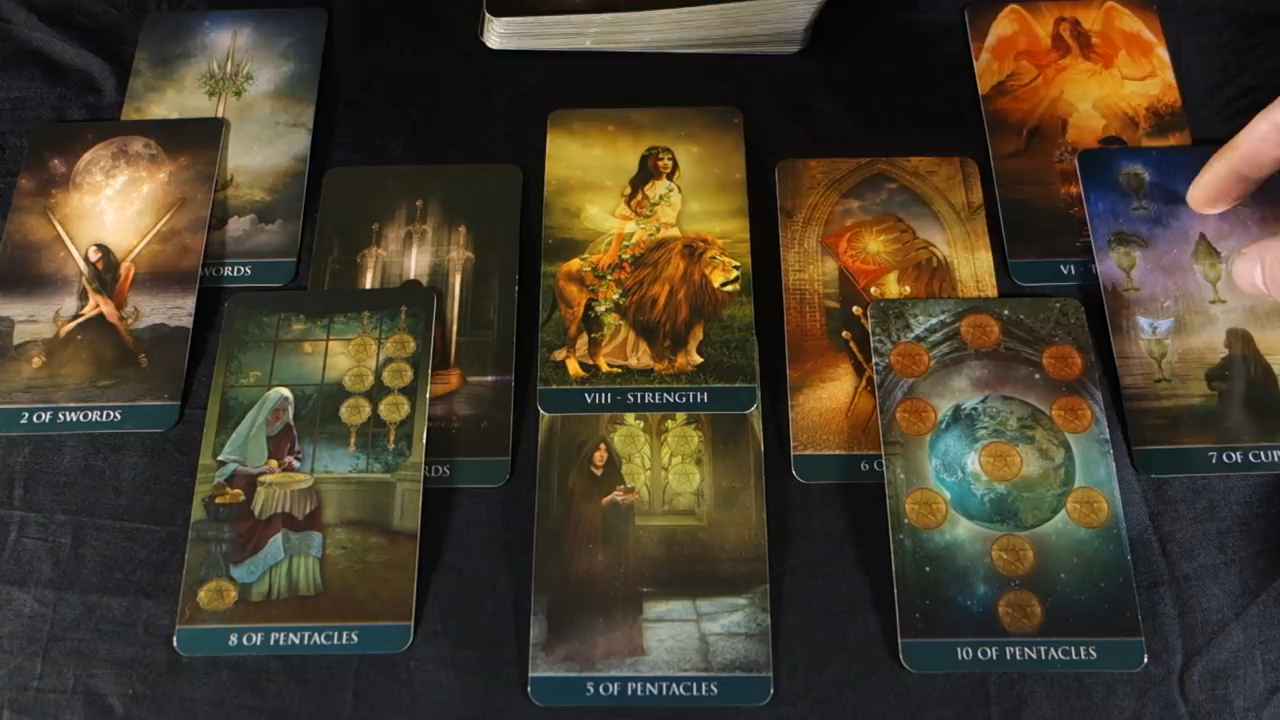 WORDS
VI - T
2 OF SWORDS
VIII - STRENGTH
RDS
6 O
7 OF CUP
8 OF PENTACLES
10 OF PENTACLES
5 OF PENTACLES